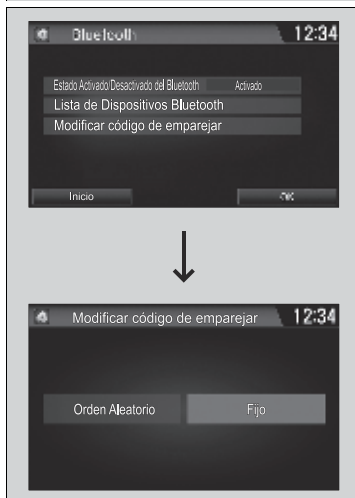 Bluetooth
12:34
Estado Activado/Desactivado del Bluetooth Activado
Lista de Dispositivos Bluetooth
Modificar código de emparejar
Inicio
OK
Modificar código de emparejar
12:34
Orden Aleatorio
Fijo